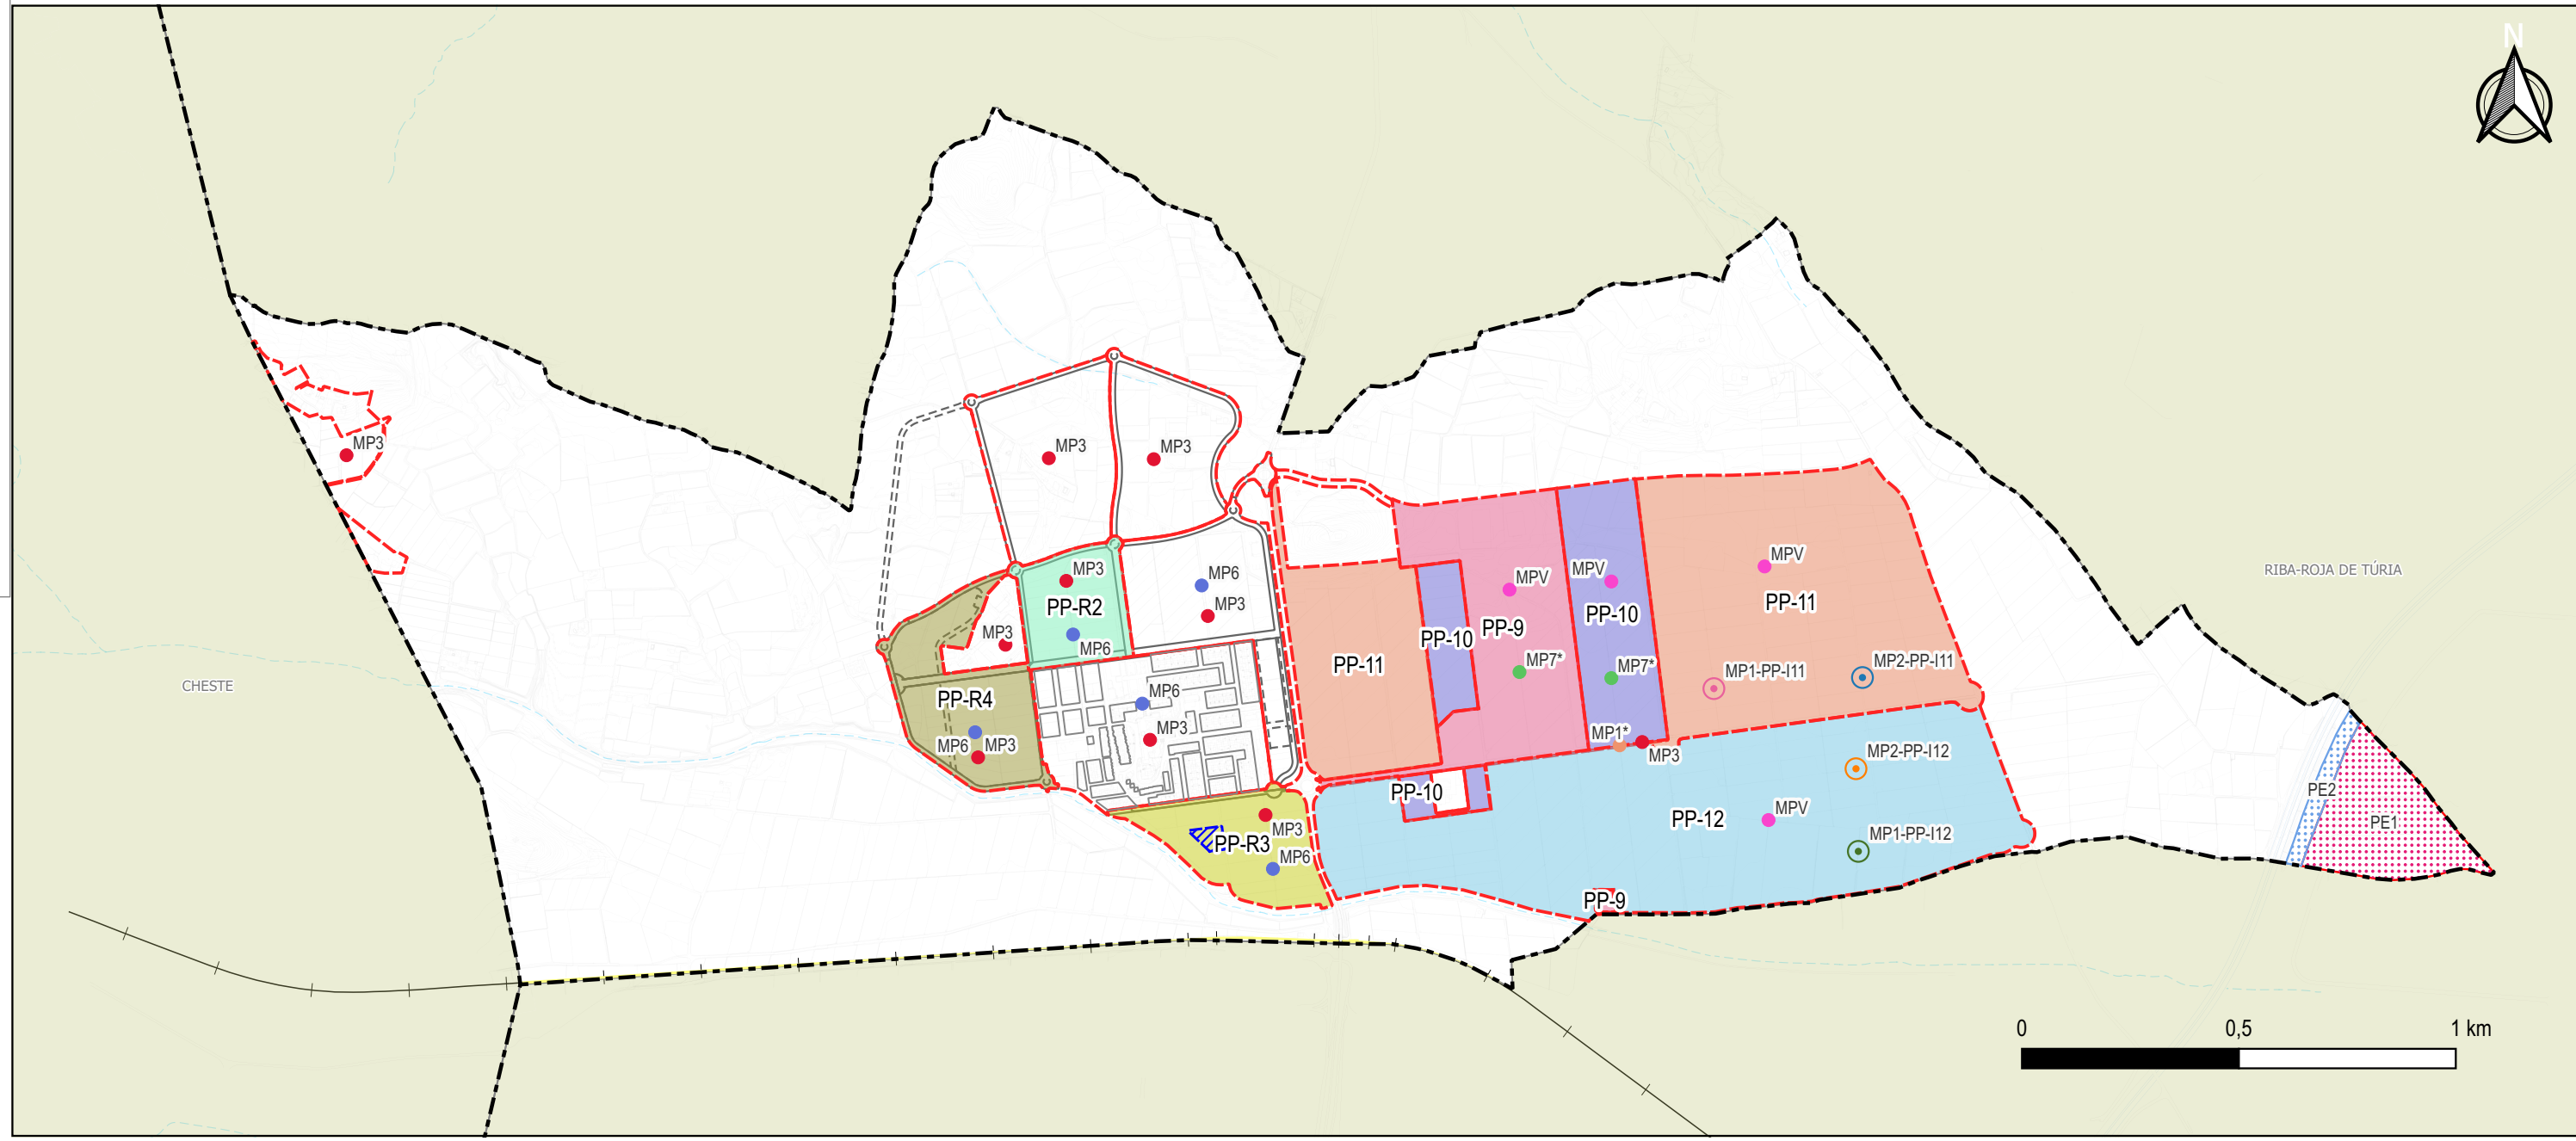 N
MP3
MP3
MP3
MPV
MPV
MPV
RIBA-ROJA DE TÚRIA
MP3
MP6
PP-R2
MP3
PP-11
PP-10
PP-9
PP-10
MP3
MP6
PP-11
MP7*
MP7*
MP1-PP-I11
MP2-PP-I11
CHESTE
PP-R4
MP6
MP3
MP6
MP3
MP1*
MP3
MP2-PP-I12
PP-10
PE2
PP-12
MPV
PE1
MP3
PP-R3
MP6
MP1-PP-I12
PP-9
0
0,5
1 km